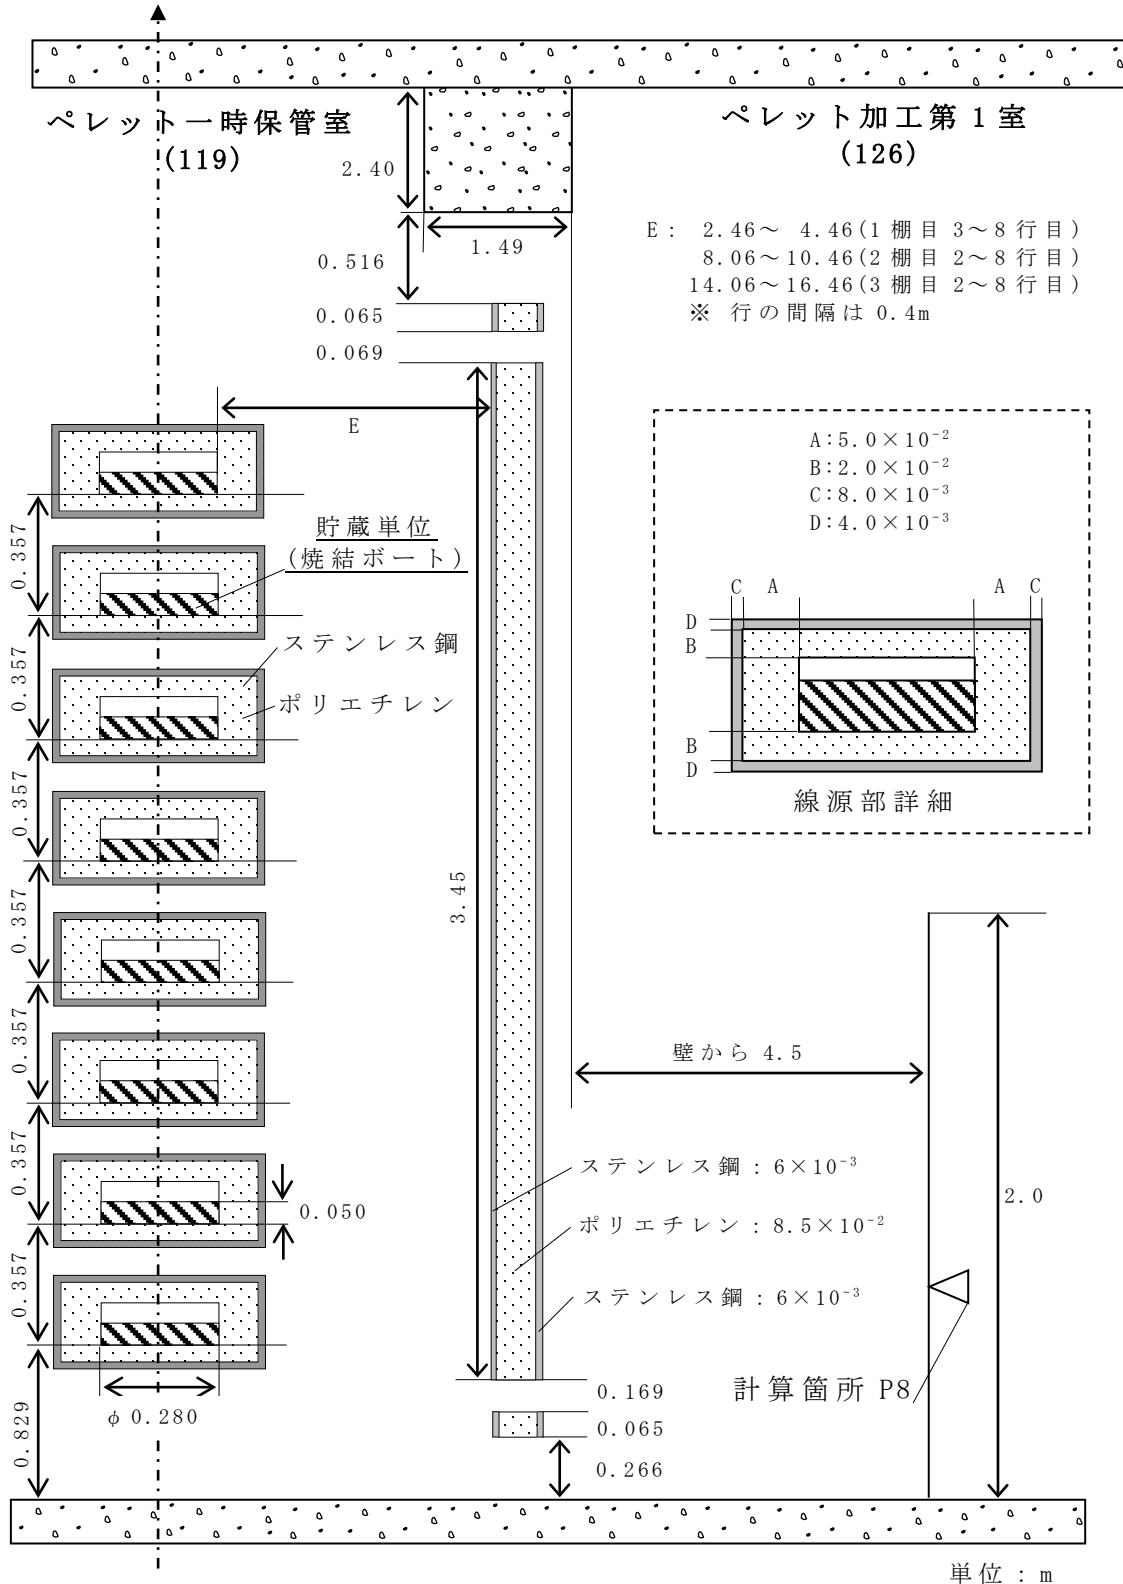 ペレット一時保管室
(119)
ペレット加工第1室
(126)
2.40
1.49
0.516
0.065
0.069
E: 2.46～ 4.46(1棚目 3～8行目)
8.06～10.46(2棚目 2～8行目)
14.06～16.46(3棚目 2～8行目)
※ 行の間隔は 0.4m
E
A:5.0×10⁻²
B:2.0×10⁻²
C:8.0×10⁻³
D:4.0×10⁻³
C A A C
D
B
B
D
線源部詳細
貯蔵単位
(焼結ボート)
ステンレス鋼
ポリエチレン
0.357
0.357
0.357
0.357
0.357
0.357
0.357
0.829
3.45
0.050
φ 0.280
壁から 4.5
ステンレス鋼：6×10⁻³
ポリエチレン：8.5×10⁻²
ステンレス鋼：6×10⁻³
2.0
計算箇所 P8
0.169
0.065
0.266
単位：m